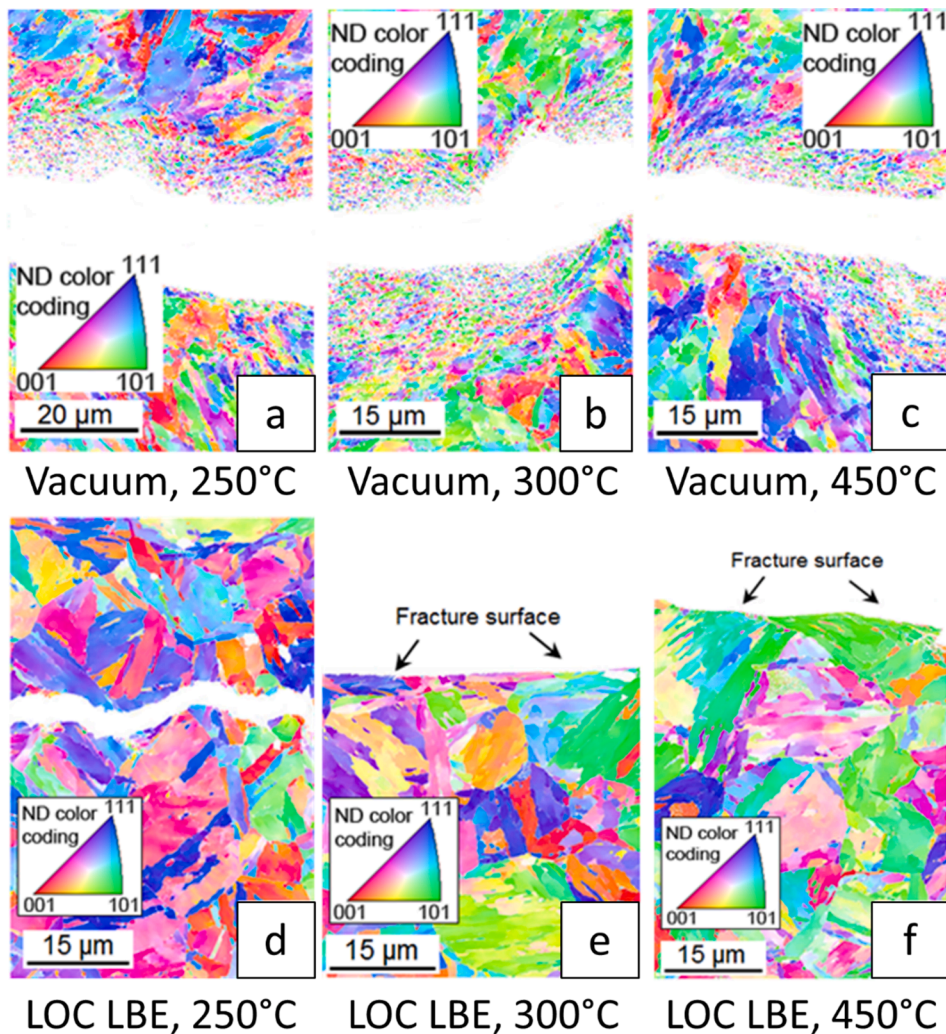 ND color
coding
111
001
101
20 µm
a
ND color
coding
111
001
101
15 µm
b
ND color
coding
111
001
101
15 µm
c
Vacuum, 250°C
Vacuum, 300°C
Vacuum, 450°C
ND color
coding
111
001
101
15 µm
d
Fracture surface
ND color
coding
111
001
101
15 µm
e
Fracture surface
ND color
coding
111
001
101
15 µm
f
LOC LBE, 250°C
LOC LBE, 300°C
LOC LBE, 450°C